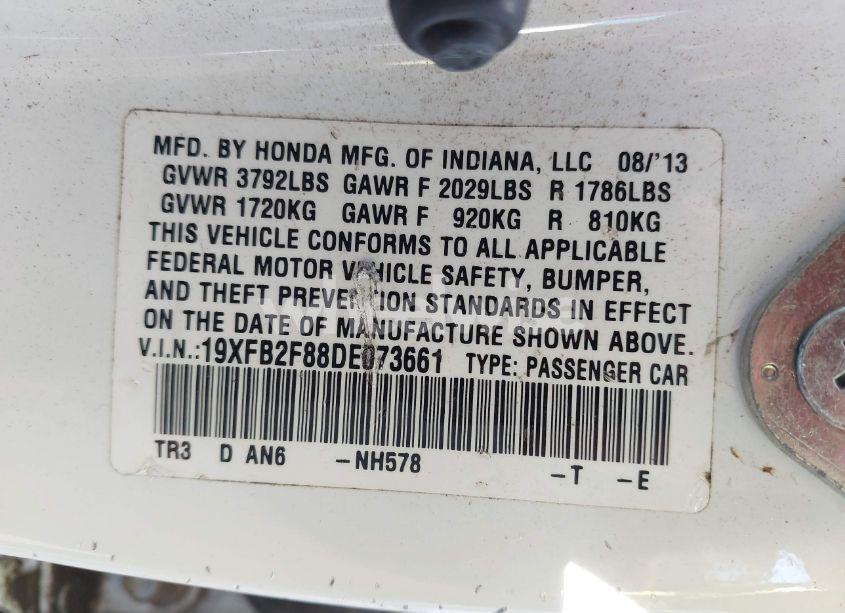 MFD. BY HONDA MFG. OF INDIANA, LLC 08/'13
GVWR 3792LBS GAWR F 2029LBS R 1786LBS
GVWR 1720KG GAWR F 920KG R 810KG
THIS VEHICLE CONFORMS TO ALL APPLICABLE
FEDERAL MOTOR VEHICLE SAFETY, BUMPER,
AND THEFT PREVENTION STANDARDS IN EFFECT
ON THE DATE OF MANUFACTURE SHOWN ABOVE.
V.I.N.:19XFB2F88DE073661 TYPE: PASSENGER CAR
TR3 D AN6 -NH578 -T -E